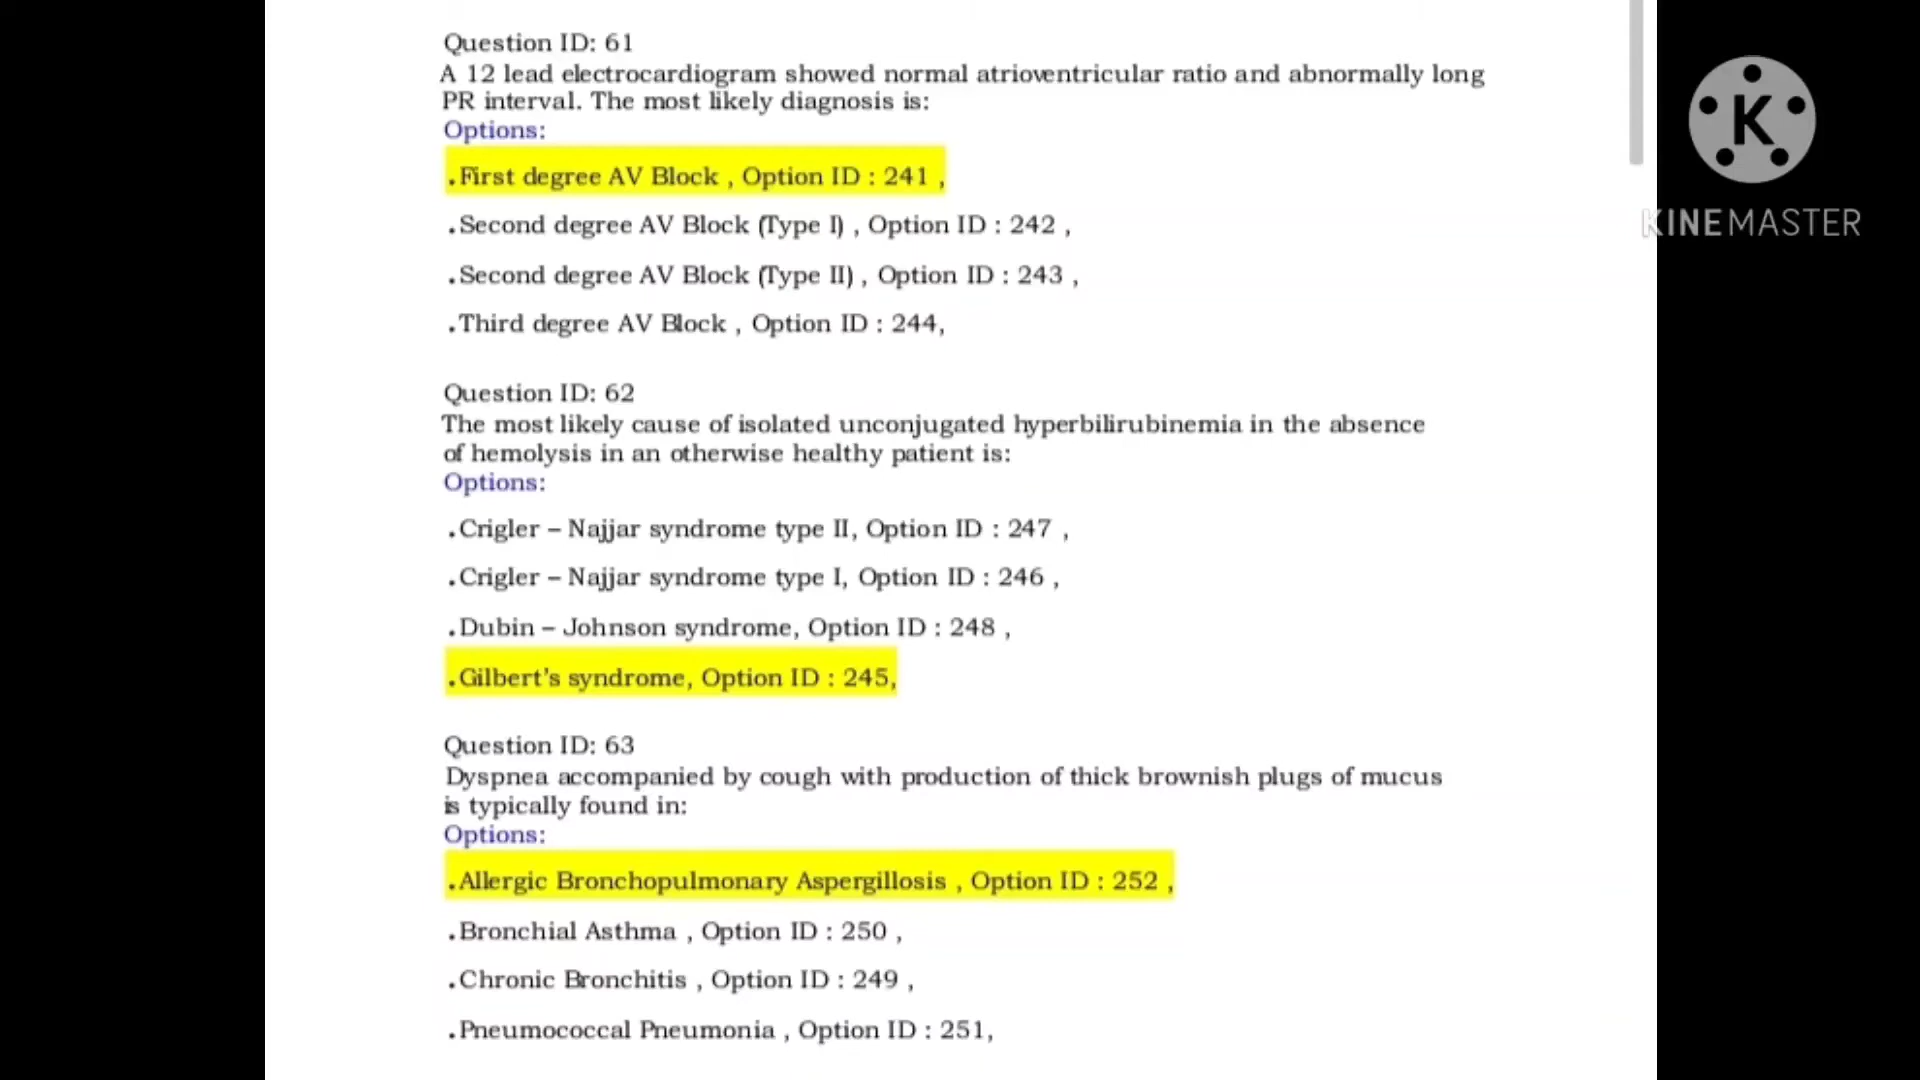 Question ID: 61
A 12 lead electrocardiogram showed normal atrioventricular ratio and abnormally long
PR interval. The most likely diagnosis is:
Options:
.First degree AV Block , Option ID : 241 ,
.Second degree AV Block (Type I) , Option ID : 242 ,
.Second degree AV Block (Type II) , Option ID : 243 ,
.Third degree AV Block , Option ID : 244,
Question ID: 62
The most likely cause of isolated unconjugated hyperbilirubinemia in the absence
of hemolysis in an otherwise healthy patient is:
Options:
.Crigler – Najjar syndrome type II, Option ID : 247 ,
.Crigler – Najjar syndrome type I, Option ID : 246 ,
.Dubin – Johnson syndrome, Option ID : 248 ,
.Gilbert's syndrome, Option ID : 245,
Question ID: 63
Dyspnea accompanied by cough with production of thick brownish plugs of mucus
is typically found in:
Options:
.Allergic Bronchopulmonary Aspergillosis , Option ID : 252 ,
.Bronchial Asthma , Option ID : 250 ,
.Chronic Bronchitis , Option ID : 249 ,
.Pneumococcal Pneumonia , Option ID : 251,
K
KINEMASTER